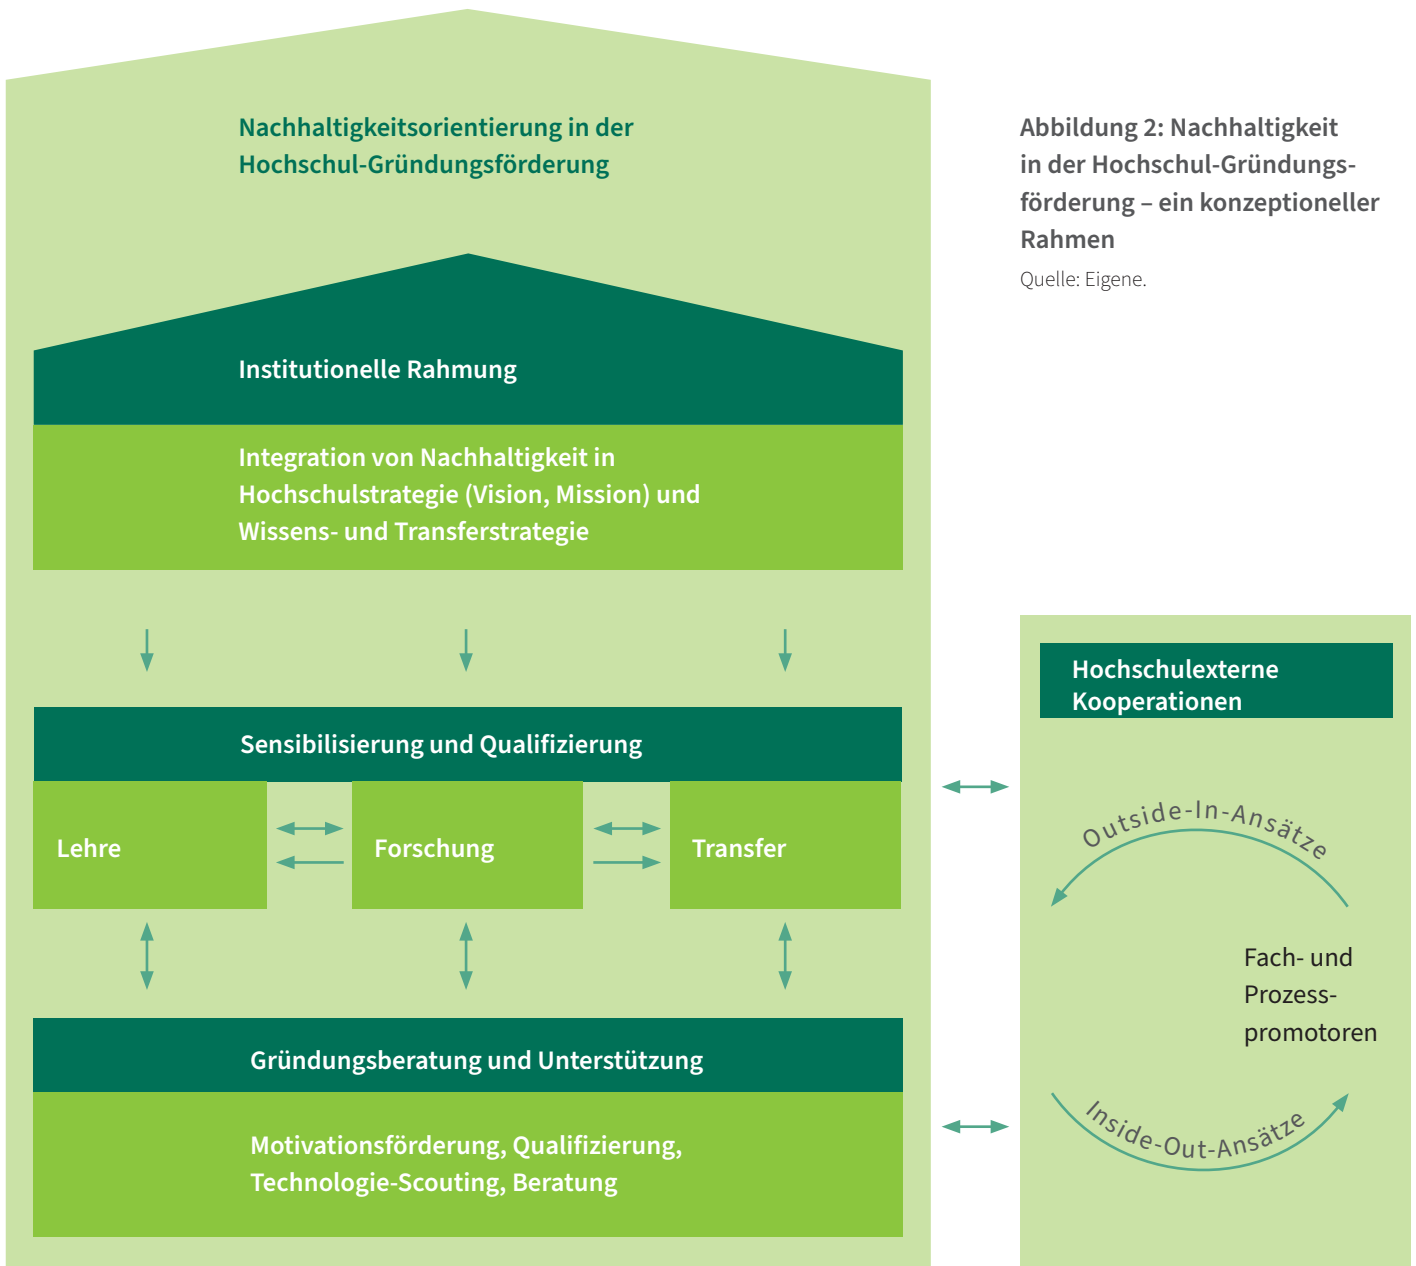 Nachhaltigkeitsorientierung in der
Hochschul-Gründungsförderung
Abbildung 2: Nachhaltigkeit
in der Hochschul-Gründungs-
förderung – ein konzeptioneller
Rahmen
Quelle: Eigene.
Institutionelle Rahmung
Integration von Nachhaltigkeit in
Hochschulstrategie (Vision, Mission) und
Wissens- und Transferstrategie
Sensibilisierung und Qualifizierung
Lehre
Forschung
Transfer
Gründungsberatung und Unterstützung
Motivationsförderung, Qualifizierung,
Technologie-Scouting, Beratung
Hochschulexterne
Kooperationen
Outside-In-Ansätze
Fach- und
Prozess-
promotoren
Inside-Out-Ansätze